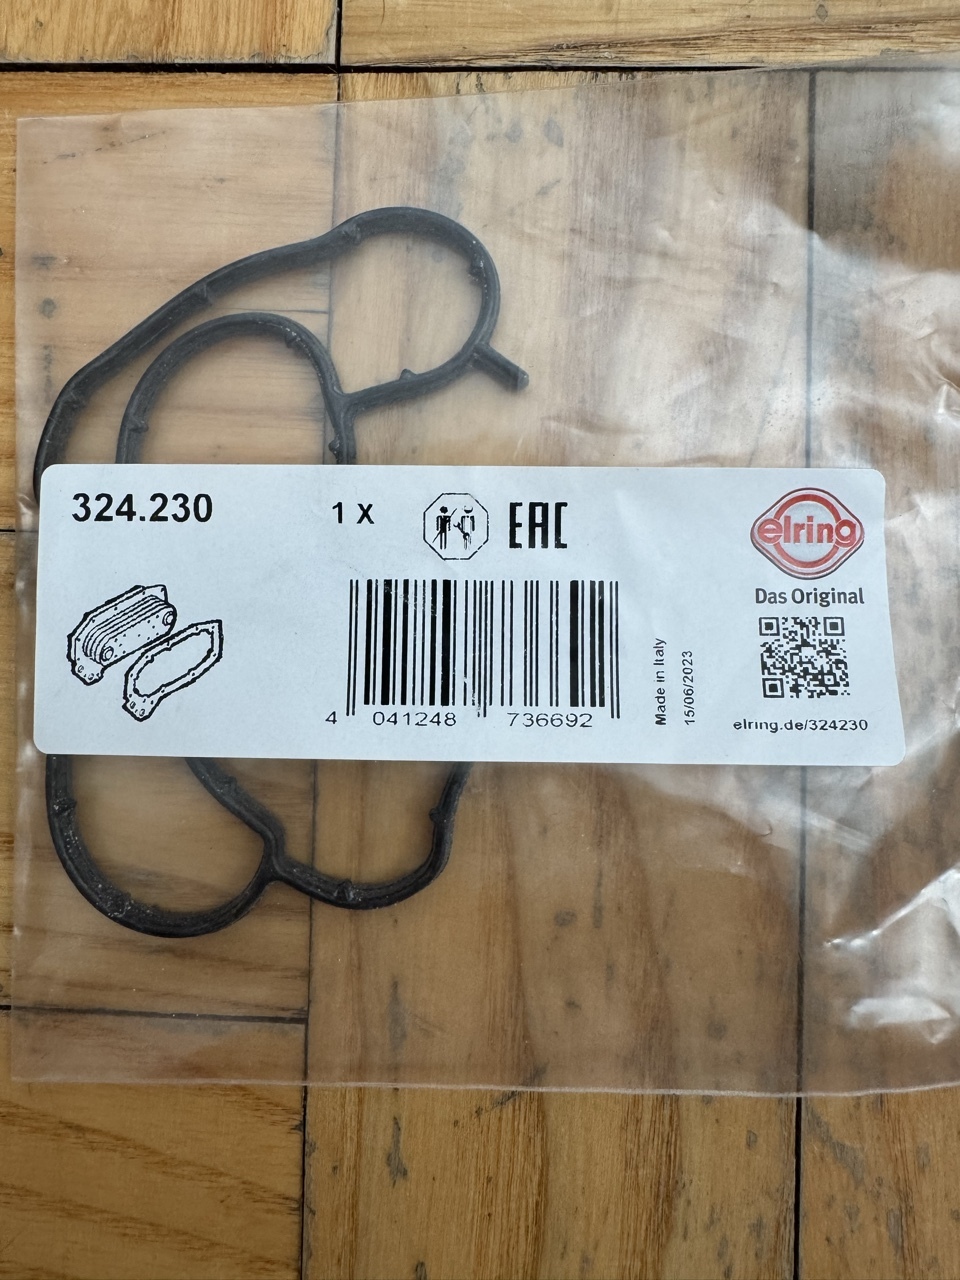 324.230
1 X
EAC
elring
Das Original
4 041248 736692
Made in Italy
15/06/2023
elring.de/324230